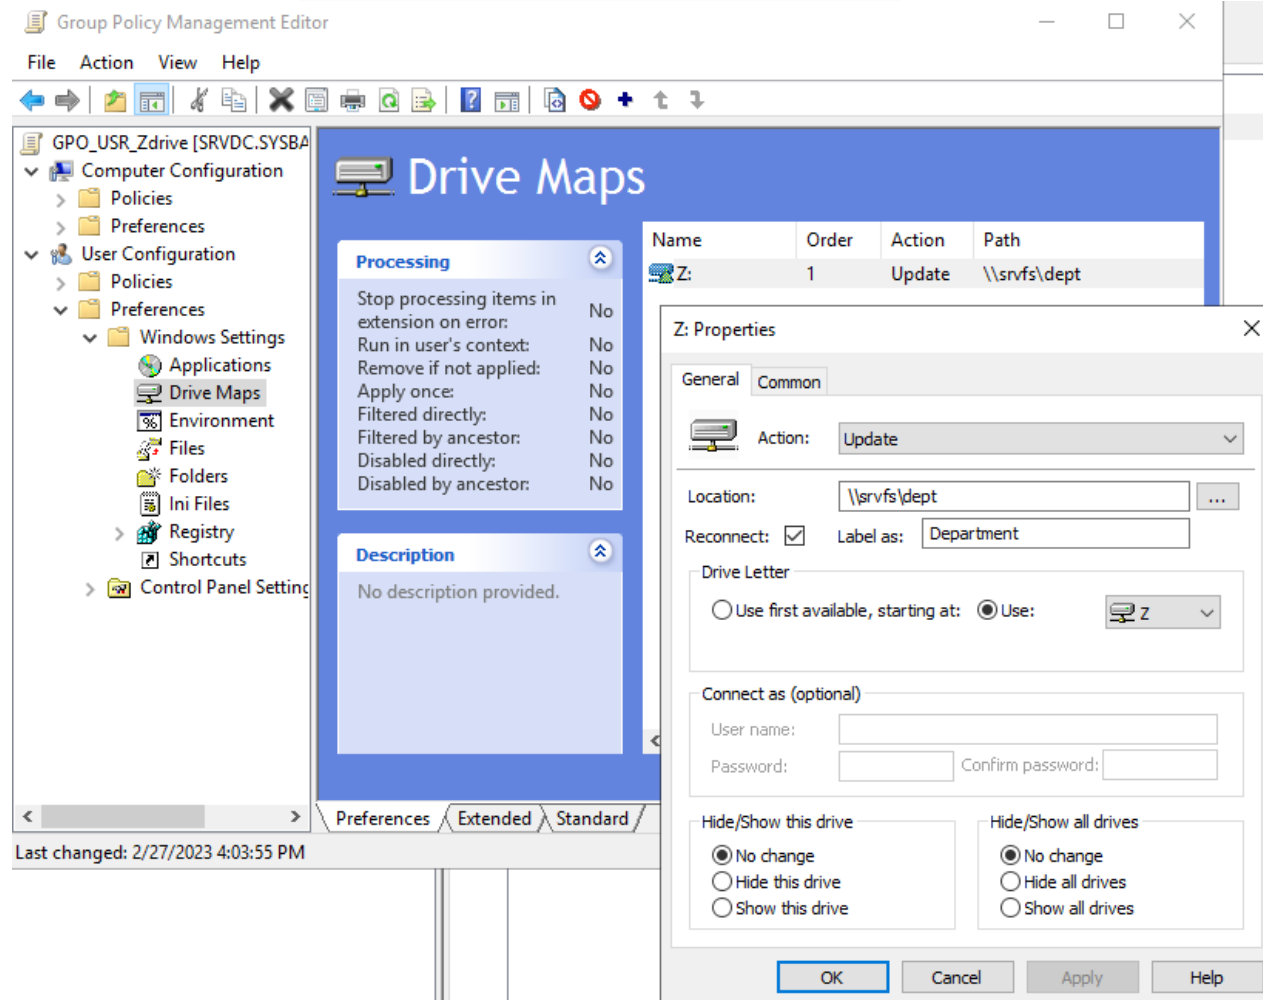 Group Policy Management Editor
File Action View Help
GPO_USR_Zdrive [SRVDC.SYSBA
Computer Configuration
Policies
Preferences
User Configuration
Policies
Preferences
Windows Settings
Applications
Drive Maps
Environment
Files
Folders
Ini Files
Registry
Shortcuts
Control Panel Setting
Drive Maps
Processing
Stop processing items in
extension on error: No
Run in user's context: No
Remove if not applied: No
Apply once: No
Filtered directly: No
Filtered by ancestor: No
Disabled directly: No
Disabled by ancestor: No
Description
No description provided.
Name Order Action Path
Z: 1 Update \\srvfs\dept
Preferences Extended Standard
Last changed: 2/27/2023 4:03:55 PM
Z: Properties
General Common
Action: Update
Location: \\srvfs\dept ...
Reconnect: Label as: Department
Drive Letter
Use first available, starting at: Use: Z
Connect as (optional)
User name:
Password: Confirm password:
Hide/Show this drive
No change
Hide this drive
Show this drive
Hide/Show all drives
No change
Hide all drives
Show all drives
OK Cancel Apply Help